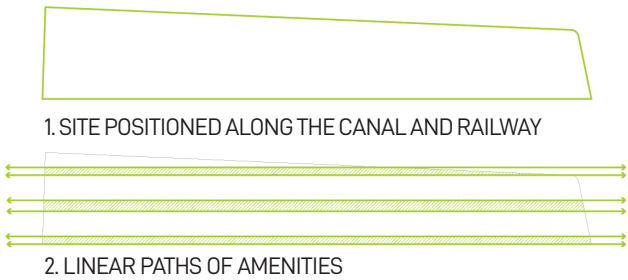 1. SITE POSITIONED ALONG THE CANAL AND RAILWAY
2. LINEAR PATHS OF AMENITIES